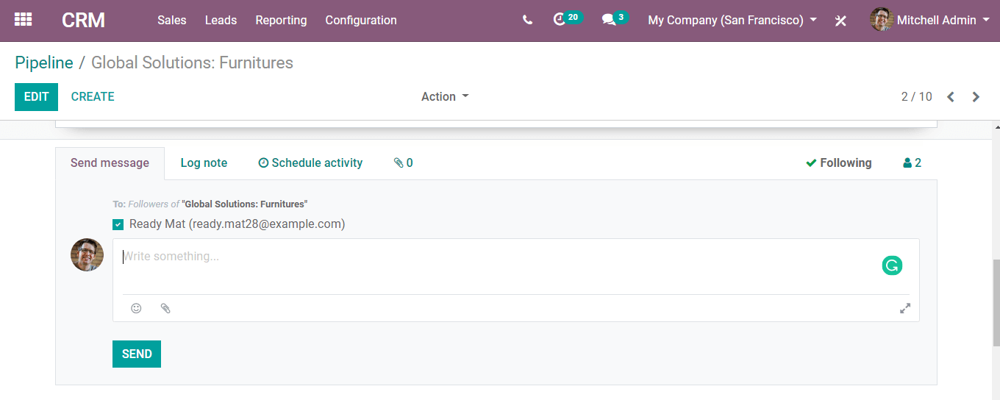 CRM Sales Leads Reporting Configuration 20 3 My Company (San Francisco) Mitchell Admin
Pipeline / Global Solutions: Furnitures
EDIT CREATE Action 2 / 10
Send message Log note Schedule activity 0 Following 2
To: Followers of "Global Solutions: Furnitures"
Ready Mat (ready.mat28@example.com)
Write something...
SEND